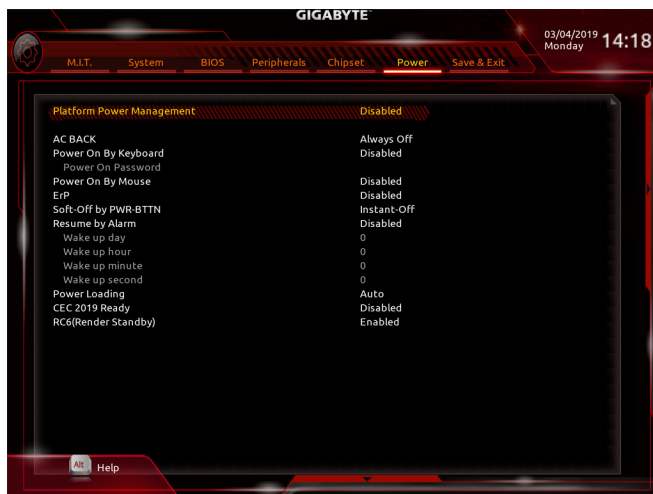 GIGABYTE™
03/04/2019 Monday 14:18
M.I.T. System BIOS Peripherals Chipset Power Save & Exit
Platform Power Management Disabled
AC BACK Always Off
Power On By Keyboard Disabled
Power On Password
Power On By Mouse Disabled
ErP Disabled
Soft-Off by PWR-BTTN Instant-Off
Resume by Alarm Disabled
Wake up day 0
Wake up hour 0
Wake up minute 0
Wake up second 0
Power Loading Auto
CEC 2019 Ready Disabled
RC6(Render Standby) Enabled
Alt Help